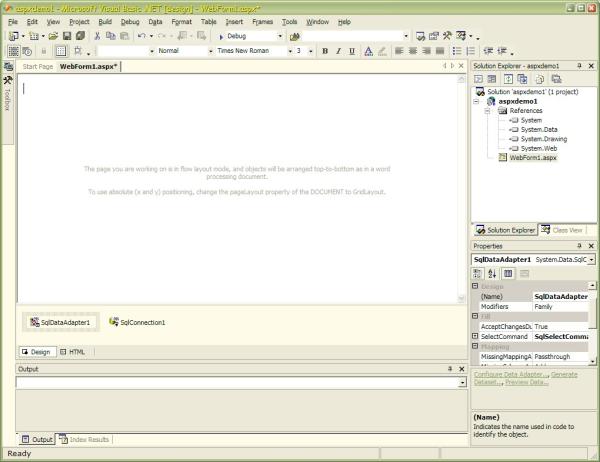 aspxdemo1 - Microsoft Visual Basic .NET [design] - WebForm1.aspx*
File Edit View Project Build Debug Data Format Table Insert Frames Tools Window Help
Debug
Normal Times New Roman 3 B I U A
Start Page WebForm1.aspx*
Toolbox
The page you are working on is in flow layout mode, and objects will be arranged top-to-bottom as in a word
processing document.
To use absolute (x and y) positioning, change the pageLayout property of the DOCUMENT to GridLayout.
SqlDataAdapter1 SqlConnection1
Design HTML
Output
Output Index Results
Ready
Solution Explorer - aspxdemo1
Solution 'aspxdemo1' (1 project)
aspxdemo1
References
System
System.Data
System.Drawing
System.Web
WebForm1.aspx
Solution Explorer Class View
Properties
SqlDataAdapter1 System.Data.SqlC
Design
(Name) SqlDataAdapter
Modifiers Family
Fill
AcceptChangesDu True
SelectCommand SqlSelectComma
Mapping
MissingMappingA Passthrough
Configure Data Adapter..., Generate
Dataset..., Preview Data...
(Name)
Indicates the name used in code to
identify the object.